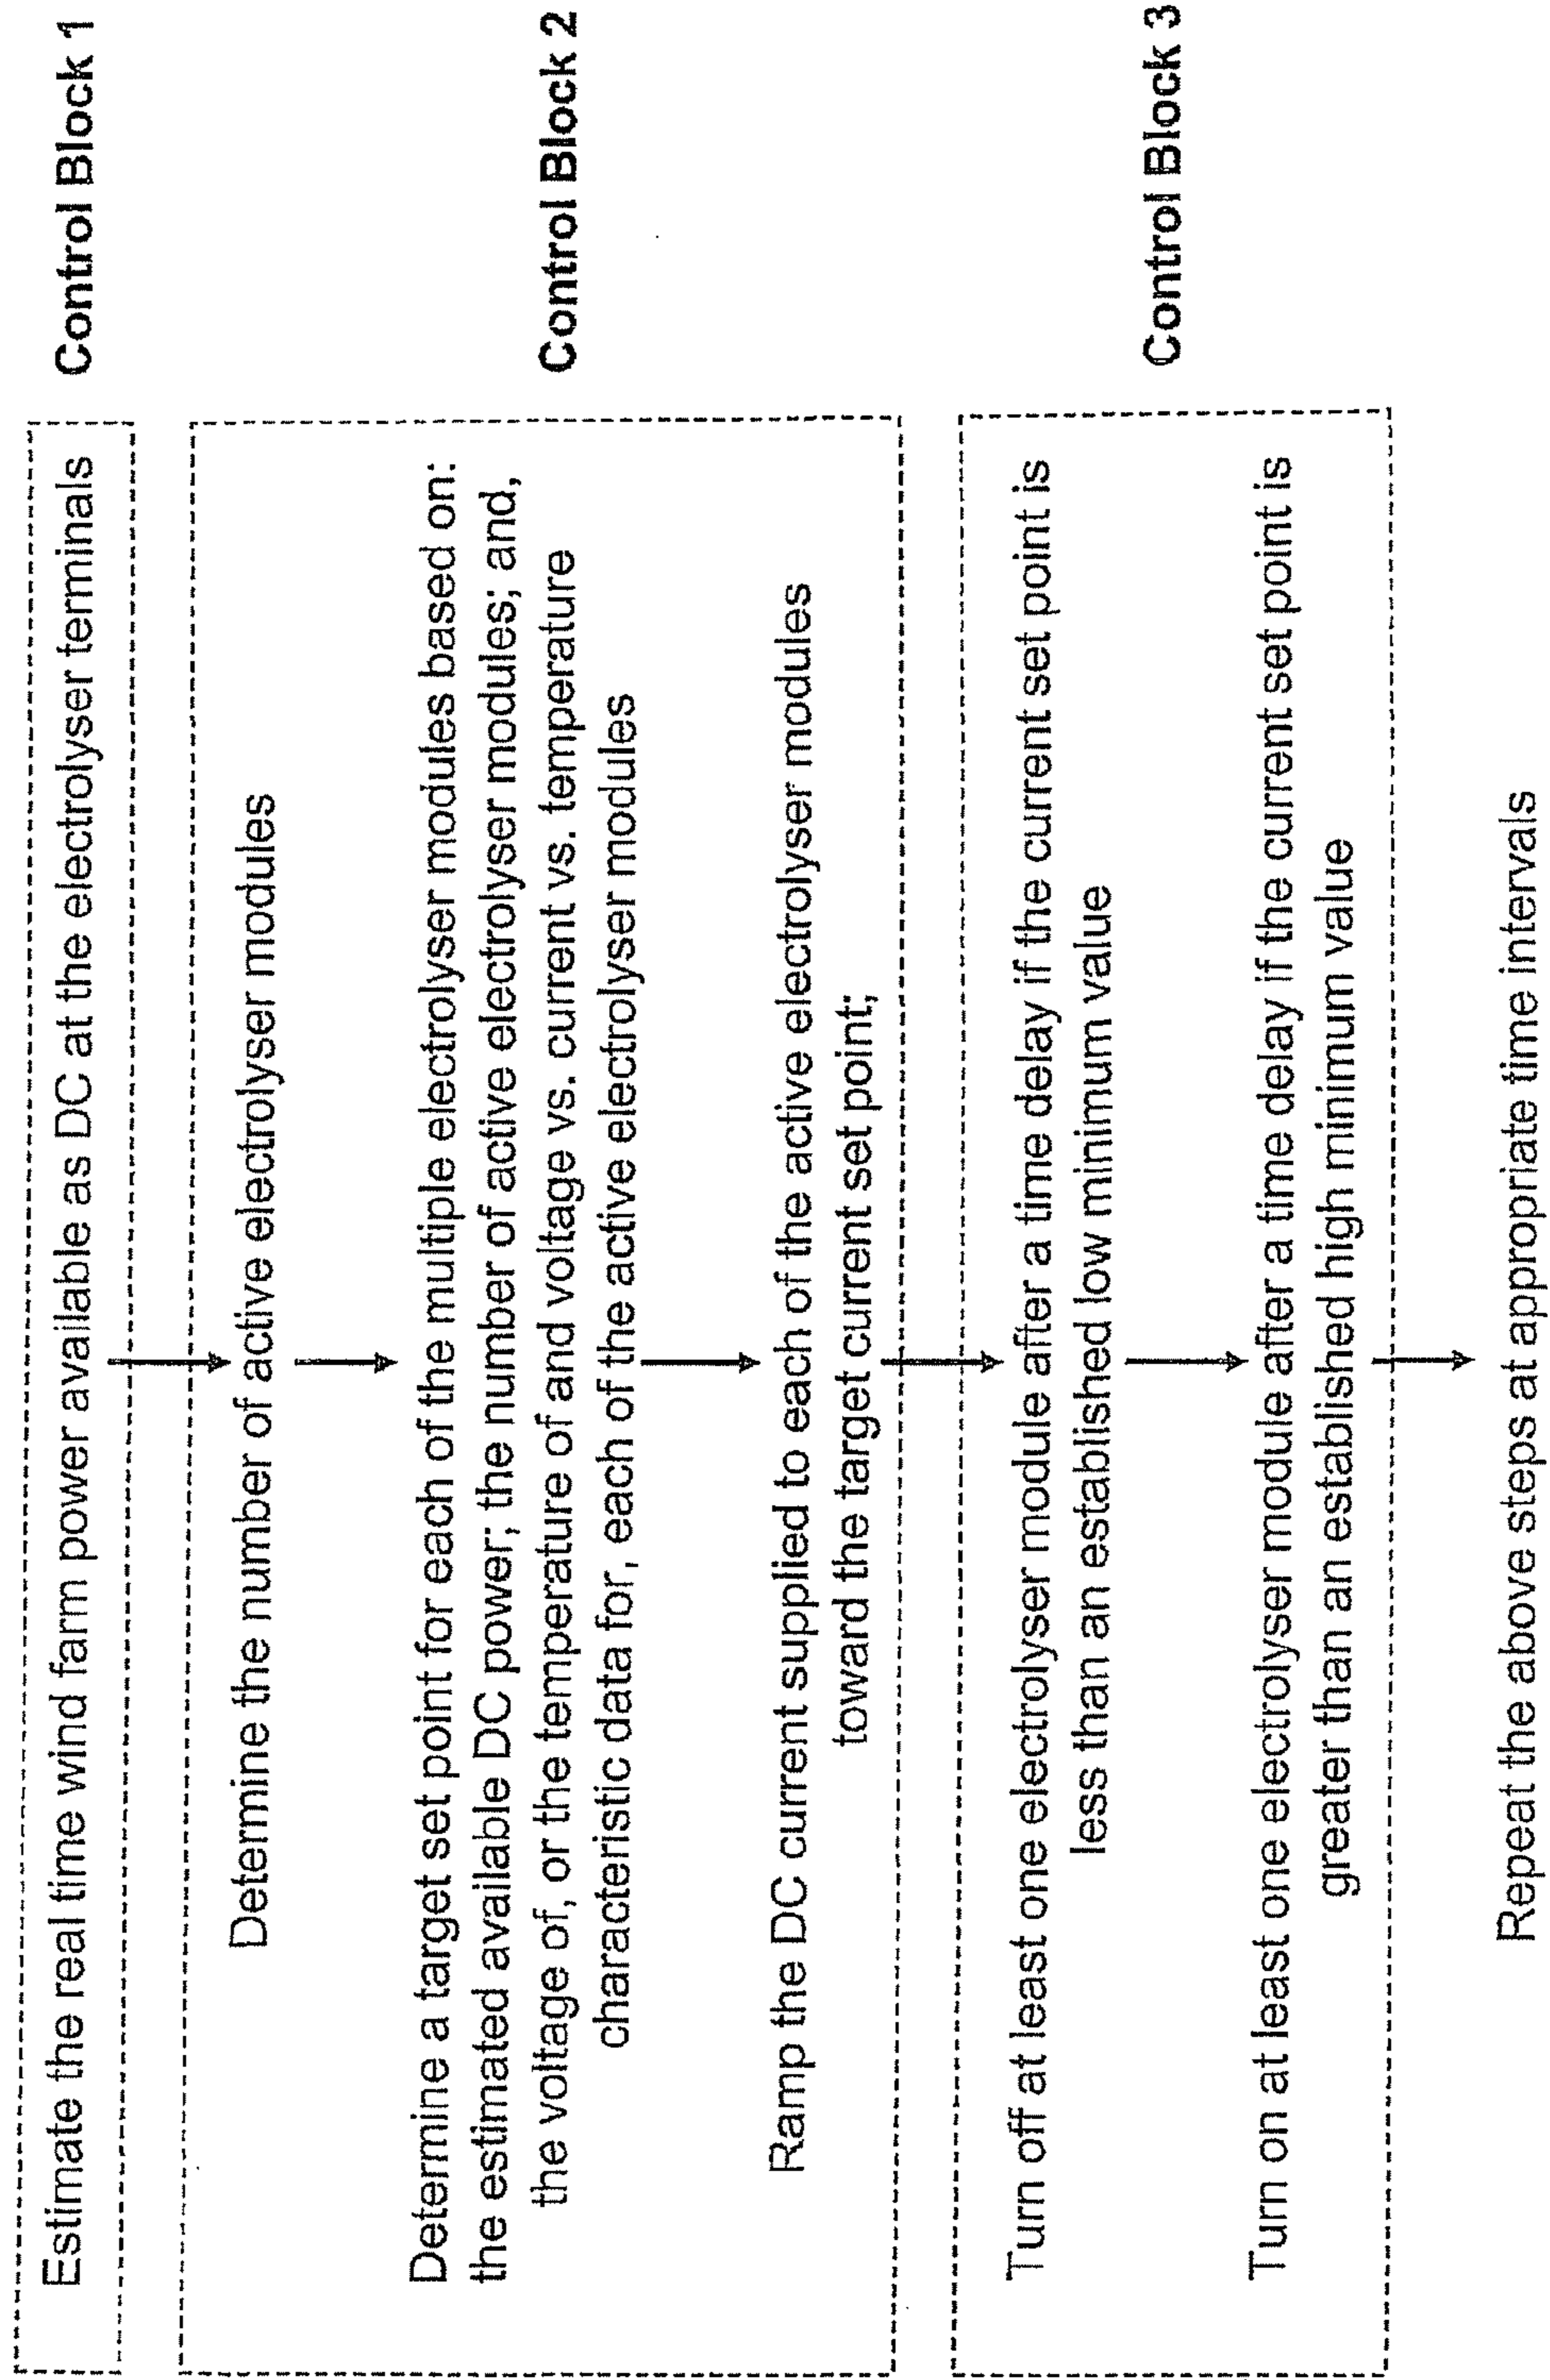 Estimate the real time wind farm power available as DC at the electrolyser terminals
Control Block 1
Determine the number of active electrolyser modules
Determine a target set point for each of the multiple electrolyser modules based on:
the estimated available DC power; the number of active electrolyser modules; and,
the voltage of, or the temperature of and voltage vs. current vs. temperature
characteristic data for, each of the active electrolyser modules
Control Block 2
Ramp the DC current supplied to each of the active electrolyser modules
toward the target current set point;
Turn off at least one electrolyser module after a time delay if the current set point is
less than an established low minimum value
Control Block 3
Turn on at least one electrolyser module after a time delay if the current set point is
greater than an established high minimum value
Repeat the above steps at appropriate time intervals